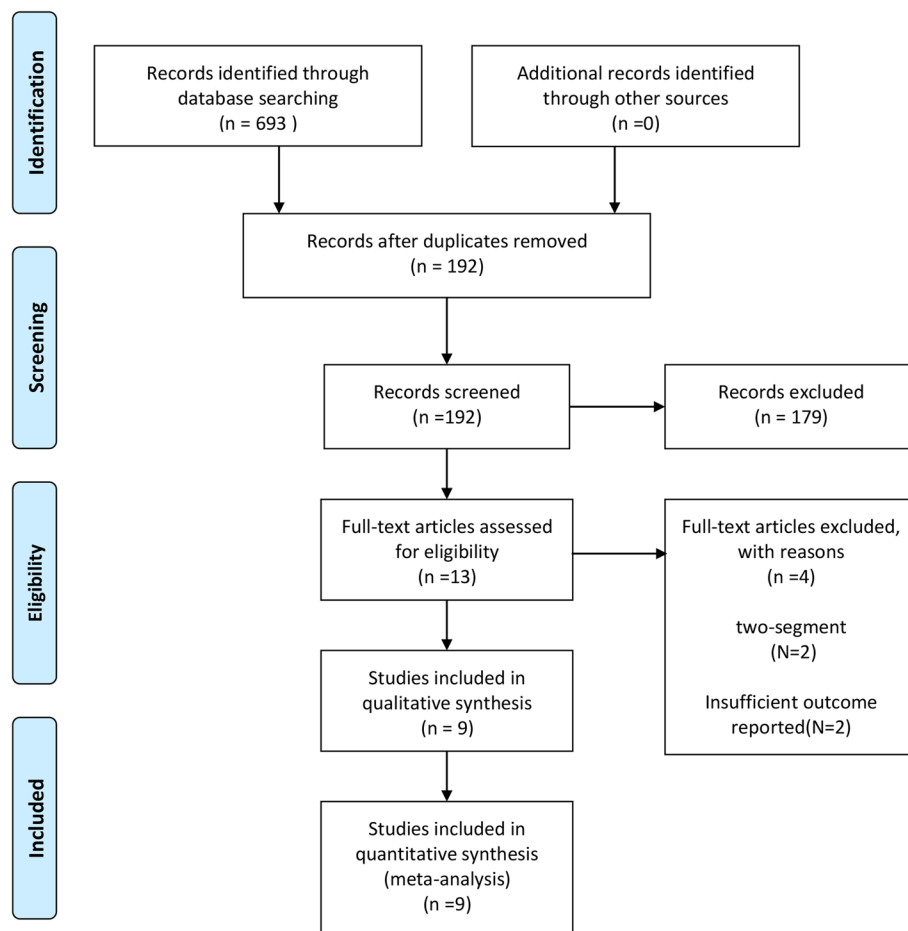 Identification
Records identified through
database searching
(n = 693 )
Additional records identified
through other sources
(n =0)
Records after duplicates removed
(n = 192)
Screening
Records screened
(n =192)
Records excluded
(n = 179)
Eligibility
Full-text articles assessed
for eligibility
(n =13)
Full-text articles excluded,
with reasons
(n =4)
two-segment
(N=2)
Insufficient outcome
reported(N=2)
Studies included in
qualitative synthesis
(n = 9)
Included
Studies included in
quantitative synthesis
(meta-analysis)
(n =9)